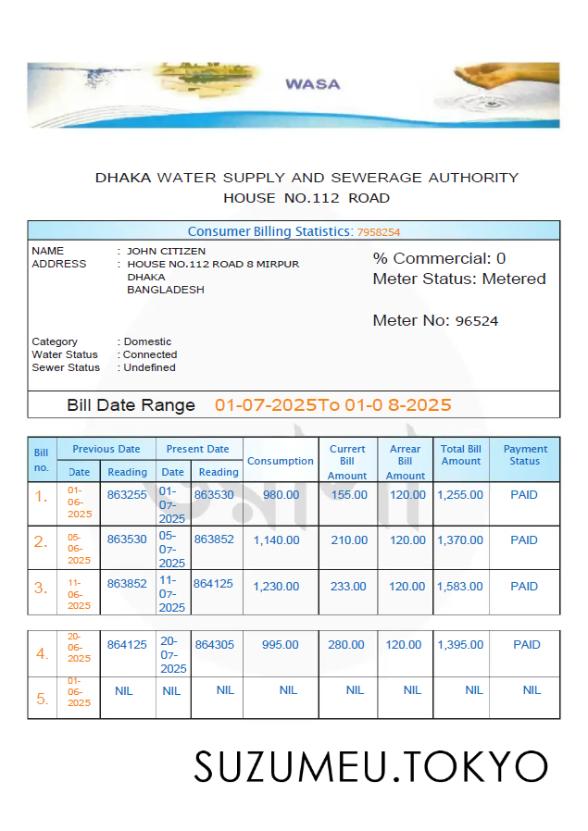 WASA
DHAKA WATER SUPPLY AND SEWERAGE AUTHORITY
HOUSE NO.112 ROAD
Consumer Billing Statistics: 7958254
NAME : JOHN CITIZEN
ADDRESS : HOUSE NO.112 ROAD 8 MIRPUR
DHAKA
BANGLADESH
% Commercial: 0
Meter Status: Metered
Meter No: 96524
Category : Domestic
Water Status : Connected
Sewer Status : Undefined
Bill Date Range 01-07-2025To 01-0 8-2025
Bill no. Previous Date Present Date Consumption Currert Bill Amount Arrear Bill Amount Total Bill Amount Payment Status
Date Reading Date Reading
1. 01-06-2025 863255 01-07-2025 863530 980.00 155.00 120.00 1,255.00 PAID
2. 05-06-2025 863530 05-07-2025 863852 1,140.00 210.00 120.00 1,370.00 PAID
3. 11-06-2025 863852 11-07-2025 864125 1,230.00 233.00 120.00 1,583.00 PAID
4. 20-06-2025 864125 20-07-2025 864305 995.00 280.00 120.00 1,395.00 PAID
5. 01-06-2025 NIL NIL NIL NIL NIL NIL NIL NIL
SUZUMEU.TOKYO